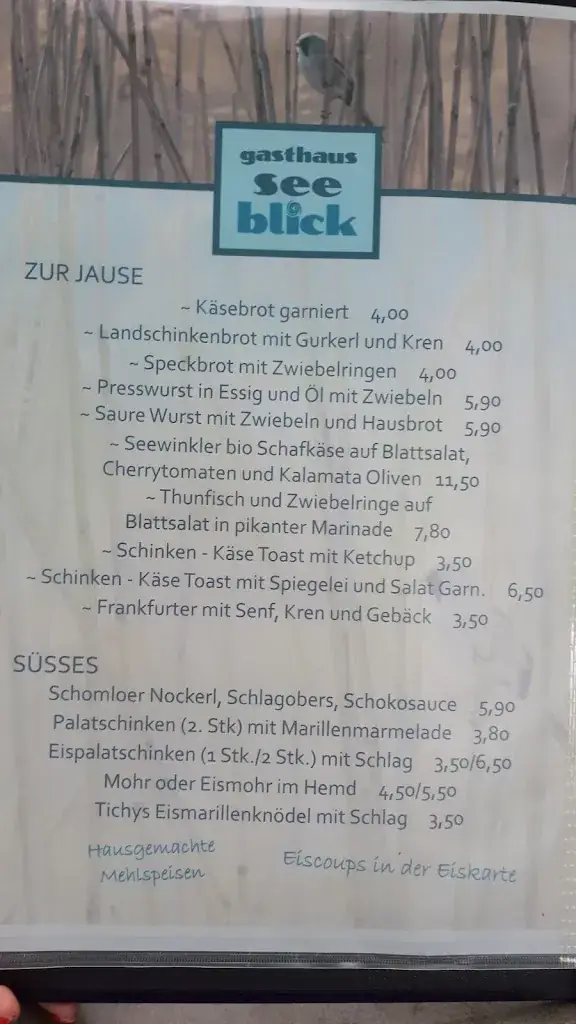 gasthaus
see
blick
ZUR JAUSE
~ Käsebrot garniert 4,00
~ Landschinkenbrot mit Gurkerl und Kren 4,00
~ Speckbrot mit Zwiebelringen 4,00
~ Presswurst in Essig und Öl mit Zwiebeln 5,90
~ Saure Wurst mit Zwiebeln und Hausbrot 5,90
~ Seewinkler bio Schafkäse auf Blattsalat,
Cherrytomaten und Kalamata Oliven 11,50
~ Thunfisch und Zwiebelringe auf
Blattsalat in pikanter Marinade 7,80
~ Schinken - Käse Toast mit Ketchup 3,50
~ Schinken - Käse Toast mit Spiegelei und Salat Garn. 6,50
~ Frankfurter mit Senf, Kren und Gebäck 3,50
SÜSSES
Schomloer Nockerl, Schlagobers, Schokosauce 5,90
Palatschinken (2. Stk) mit Marillenmarmelade 3,80
Eispalatschinken (1 Stk./2 Stk.) mit Schlag 3,50/6,50
Mohr oder Eismohr im Hemd 4,50/5,50
Tichys Eismarillenknödel mit Schlag 3,50
Hausgemachte
Mehlspeisen
Eiscoups in der Eiskarte